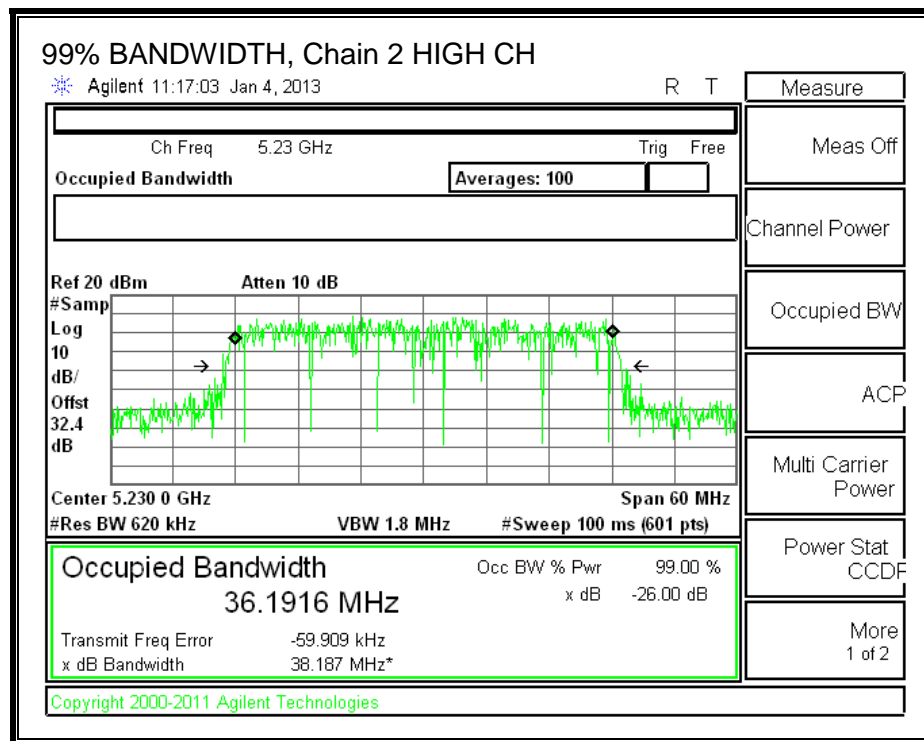 99% BANDWIDTH, Chain 2 HIGH CH
Agilent 11:17:03 Jan 4, 2013 R T
Measure
Ch Freq 5.23 GHz Trig Free
Occupied Bandwidth Averages: 100
Meas Off
Channel Power
Occupied BW
ACP
Multi Carrier
Power
Power Stat
CCDF
More
1 of 2
Ref 20 dBm Atten 10 dB
#Samp
Log
10
dB/
Offst
32.4
dB
Center 5.230 0 GHz Span 60 MHz
#Res BW 620 kHz VBW 1.8 MHz #Sweep 100 ms (601 pts)
Occupied Bandwidth
36.1916 MHz
Occ BW % Pwr 99.00 %
x dB -26.00 dB
Transmit Freq Error -59.909 kHz
x dB Bandwidth 38.187 MHz*
Copyright 2000-2011 Agilent Technologies